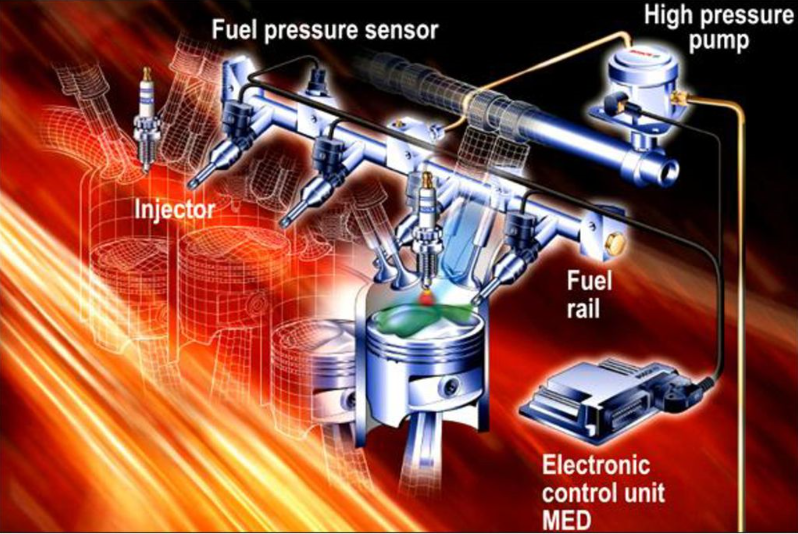 High pressure
pump
Fuel pressure sensor
Injector
Fuel
rail
Electronic
control unit
MED